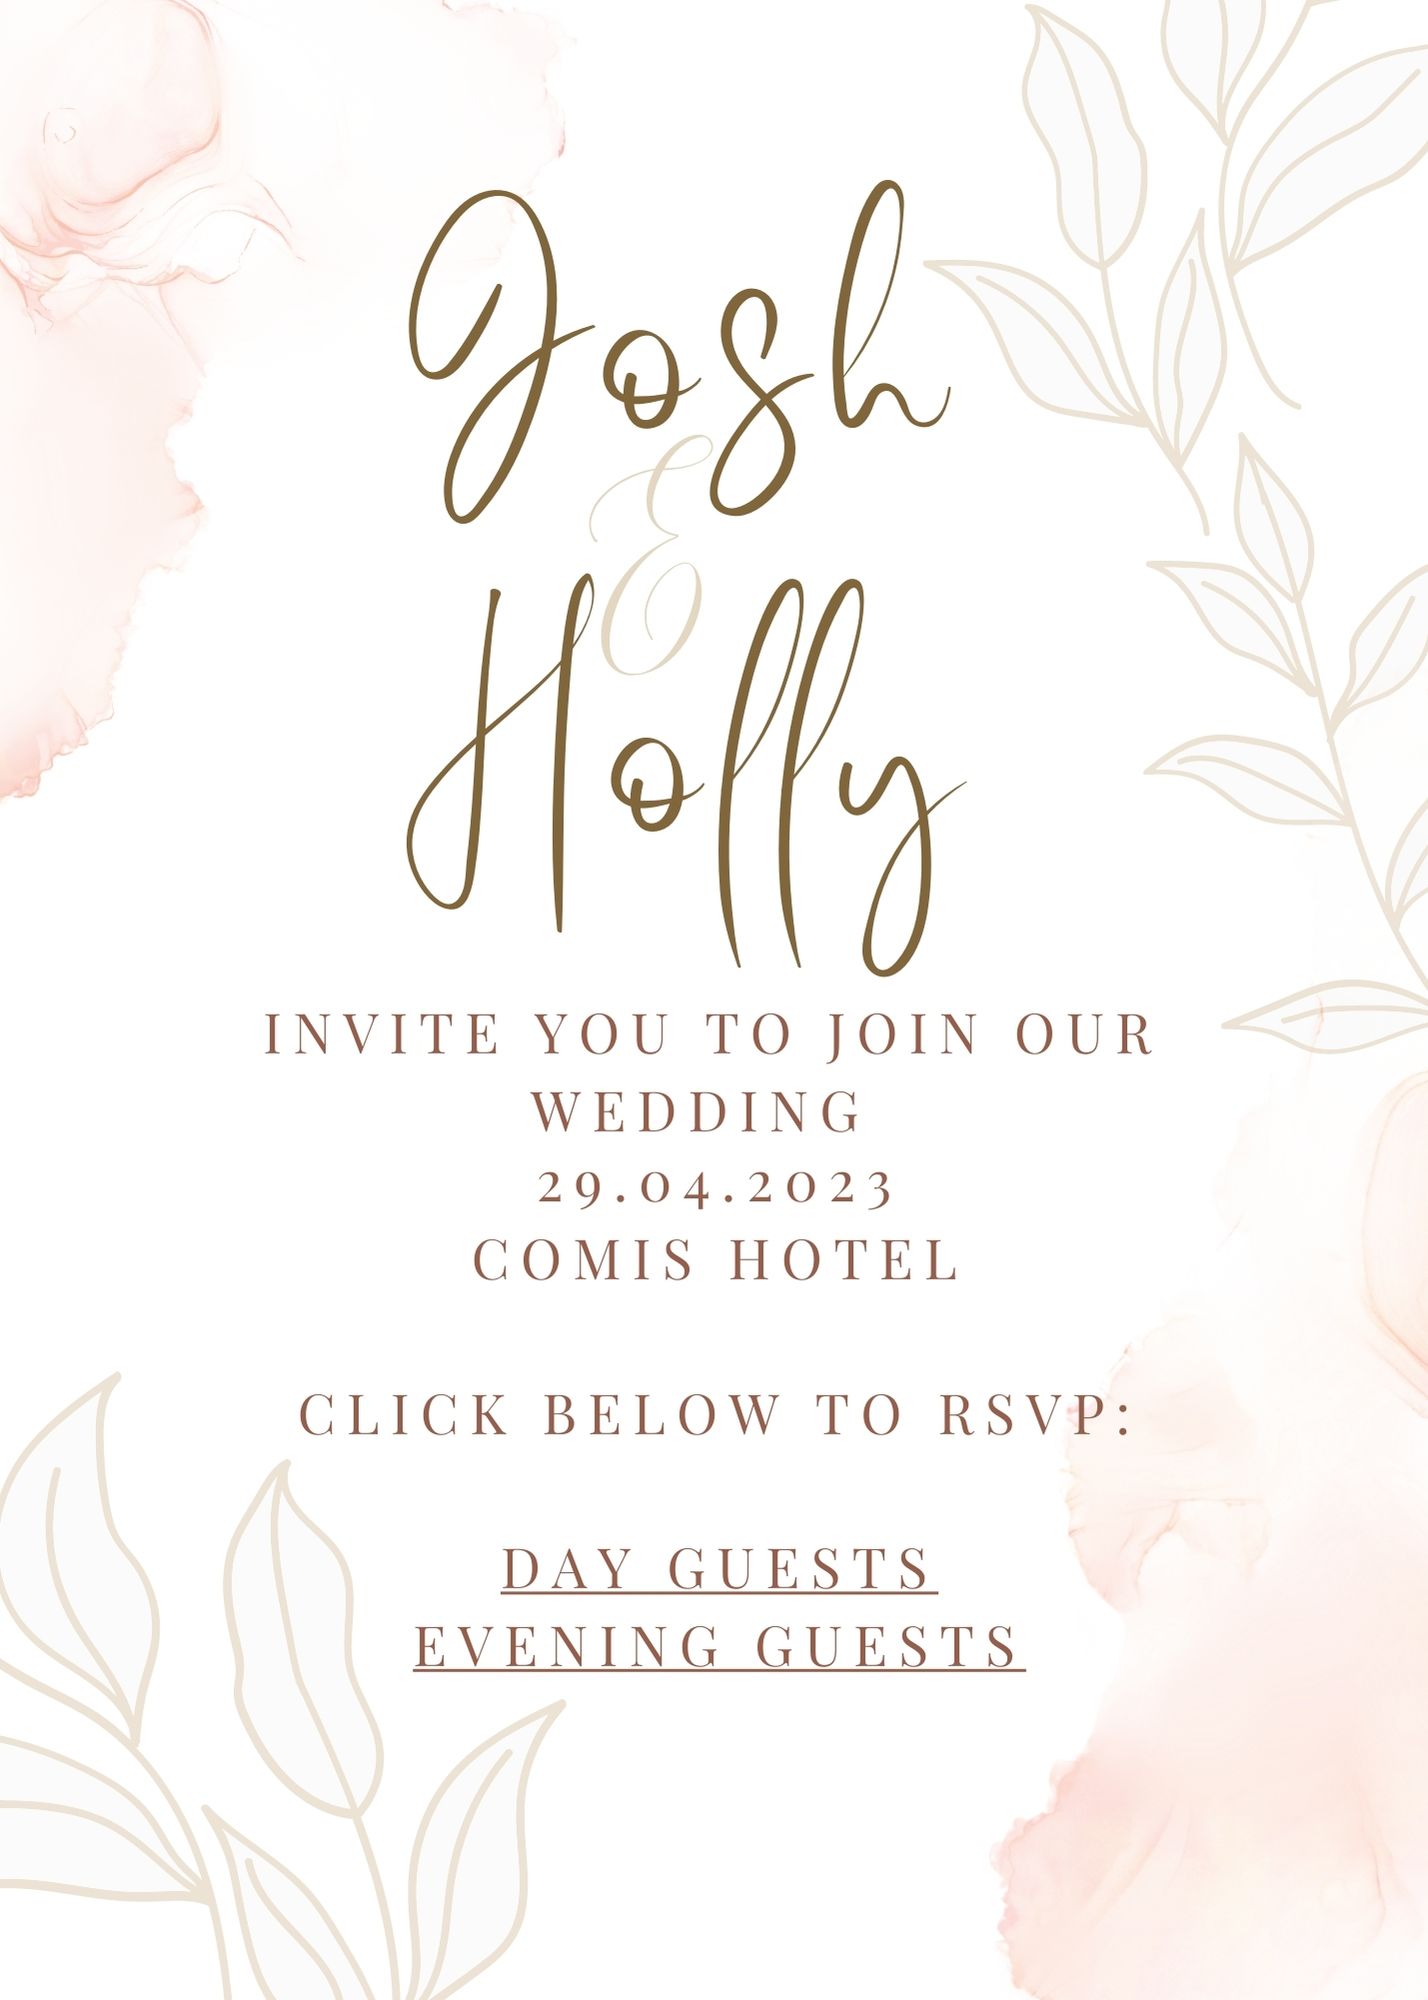 Josh
&
Holly
INVITE YOU TO JOIN OUR
WEDDING
29.04.2023
COMIS HOTEL
CLICK BELOW TO RSVP:
DAY GUESTS
EVENING GUESTS